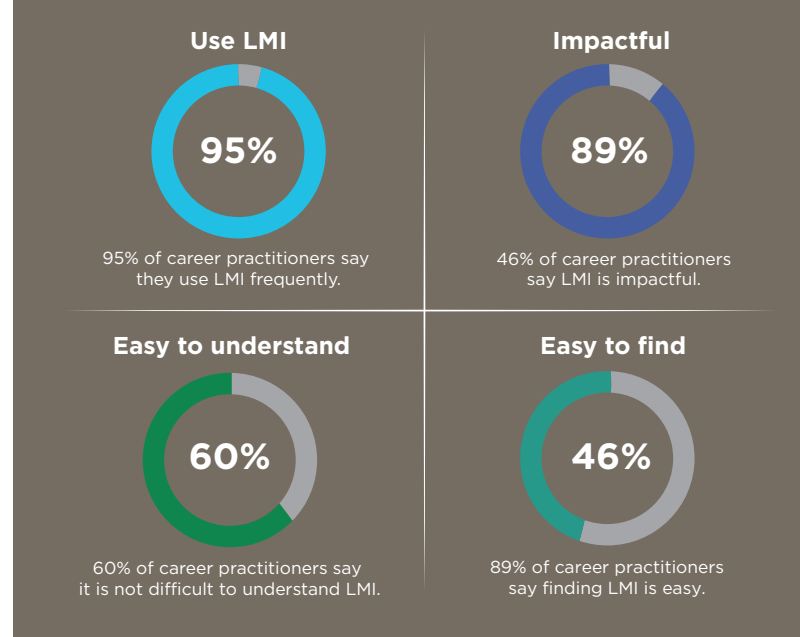 Use LMI
95%
95% of career practitioners say
they use LMI frequently.
Impactful
89%
46% of career practitioners
say LMI is impactful.
Easy to understand
60%
60% of career practitioners say
it is not difficult to understand LMI.
Easy to find
46%
89% of career practitioners
say finding LMI is easy.